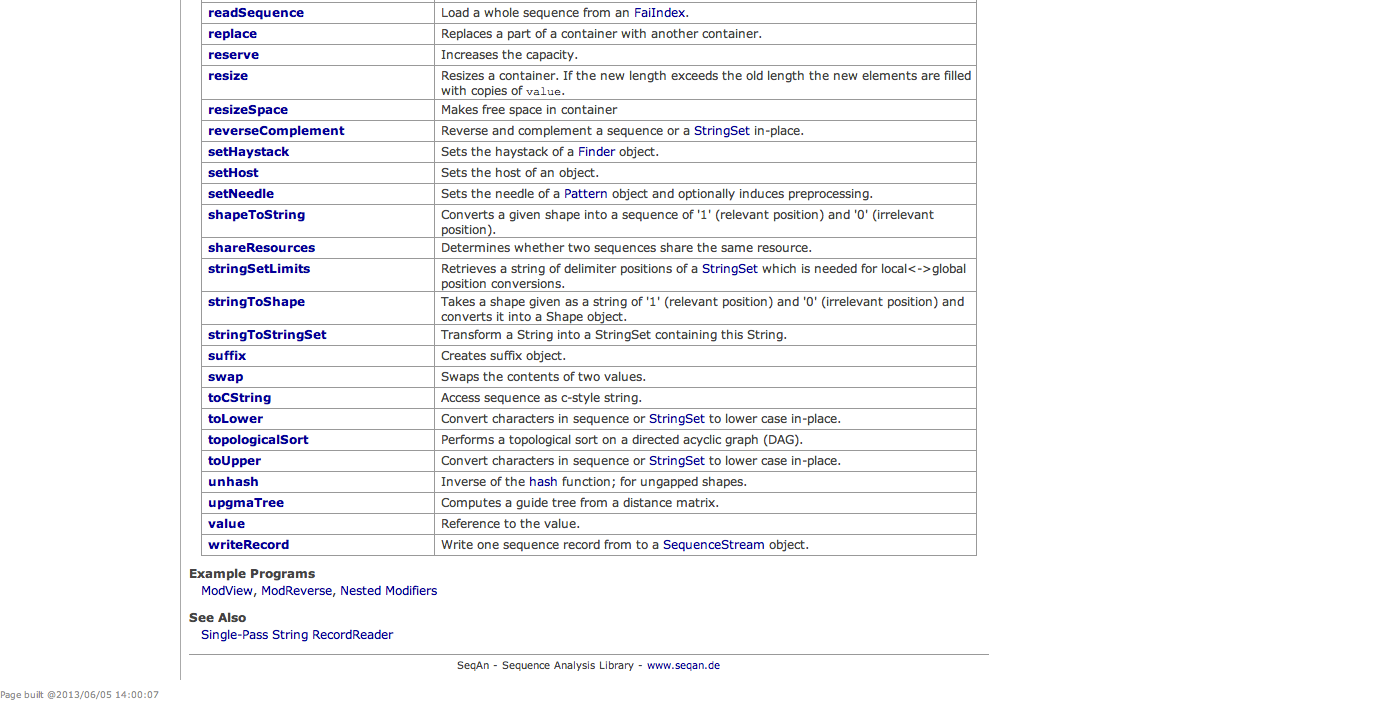 readSequence Load a whole sequence from an FaiIndex.
replace Replaces a part of a container with another container.
reserve Increases the capacity.
resize Resizes a container. If the new length exceeds the old length the new elements are filled
with copies of value.
resizeSpace Makes free space in container
reverseComplement Reverse and complement a sequence or a StringSet in-place.
setHaystack Sets the haystack of a Finder object.
setHost Sets the host of an object.
setNeedle Sets the needle of a Pattern object and optionally induces preprocessing.
shapeToString Converts a given shape into a sequence of '1' (relevant position) and '0' (irrelevant
position).
shareResources Determines whether two sequences share the same resource.
stringSetLimits Retrieves a string of delimiter positions of a StringSet which is needed for local<->global
position conversions.
stringToShape Takes a shape given as a string of '1' (relevant position) and '0' (irrelevant position) and
converts it into a Shape object.
stringToStringSet Transform a String into a StringSet containing this String.
suffix Creates suffix object.
swap Swaps the contents of two values.
toCString Access sequence as c-style string.
toLower Convert characters in sequence or StringSet to lower case in-place.
topologicalSort Performs a topological sort on a directed acyclic graph (DAG).
toUpper Convert characters in sequence or StringSet to lower case in-place.
unhash Inverse of the hash function; for ungapped shapes.
upgmaTree Computes a guide tree from a distance matrix.
value Reference to the value.
writeRecord Write one sequence record from to a SequenceStream object.
Example Programs
ModView, ModReverse, Nested Modifiers
See Also
Single-Pass String RecordReader
SeqAn - Sequence Analysis Library - www.seqan.de
Page built @2013/06/05 14:00:07